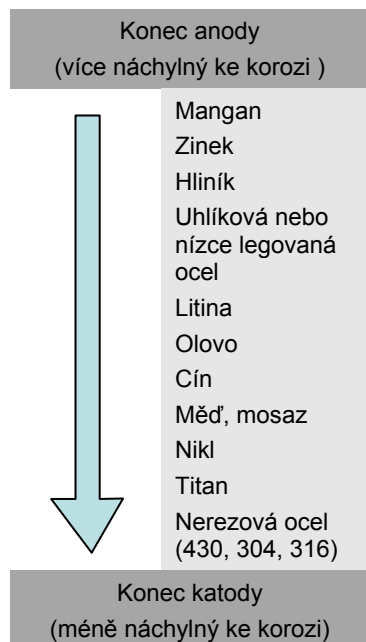 Konec anody
(více náchylný ke korozi )
Mangan
Zinek
Hliník
Uhlíková nebo
nízce legovaná
ocel
Litina
Olovo
Cín
Měď, mosaz
Nikl
Titan
Nerezová ocel
(430, 304, 316)
Konec katody
(méně náchylný ke korozi)